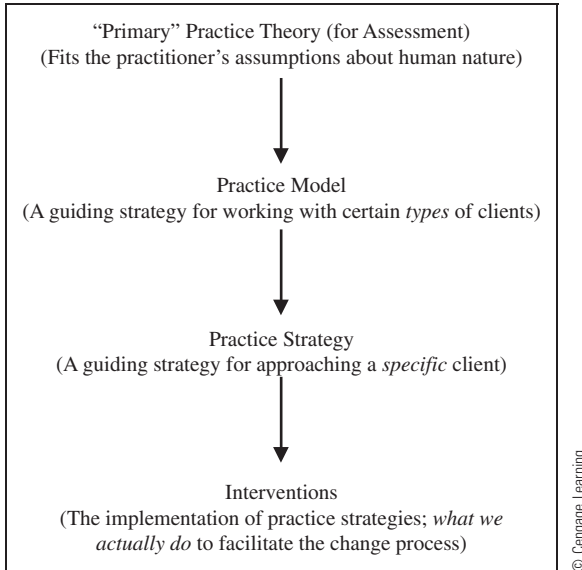 “Primary” Practice Theory (for Assessment)
(Fits the practitioner’s assumptions about human nature)
Practice Model
(A guiding strategy for working with certain types of clients)
Practice Strategy
(A guiding strategy for approaching a specific client)
Interventions
(The implementation of practice strategies; what we
actually do to facilitate the change process)
© Cengage Learning